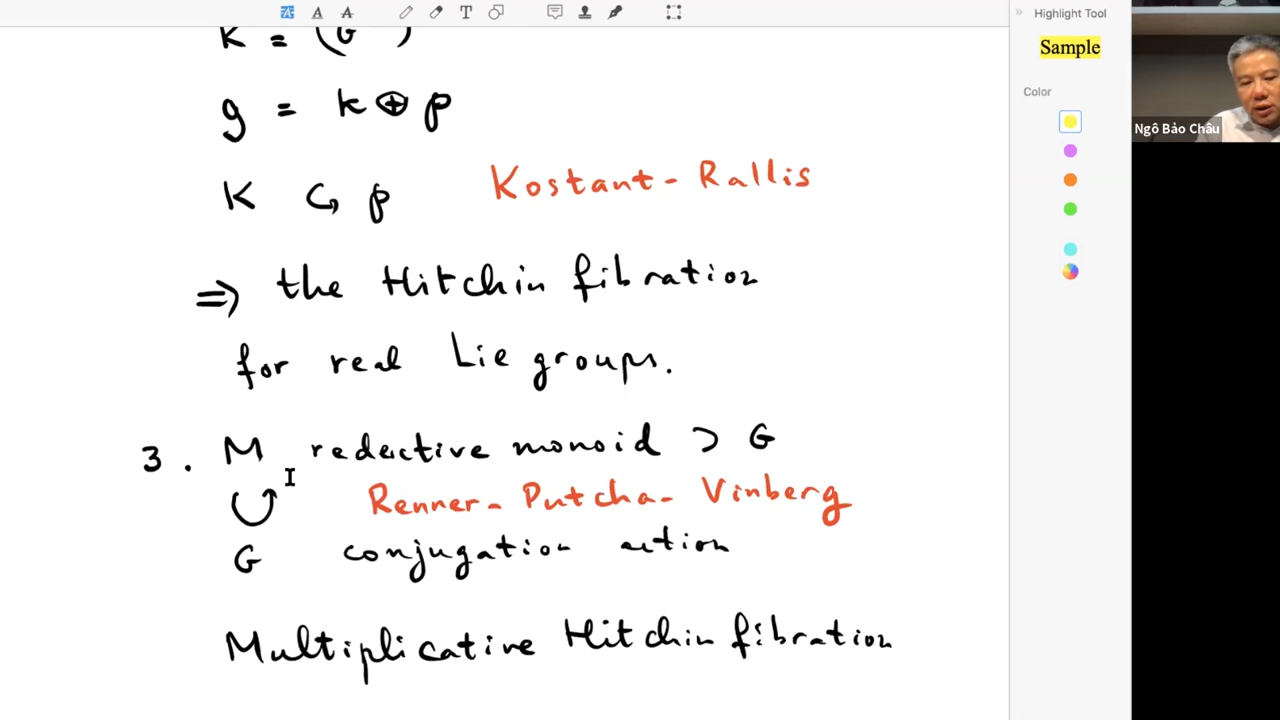 Highlight Tool
Sample
Color
Ngô Bảo Châu
K = (G )
g = k ⊕ p
K p Kostant-Rallis
⇒ the Hitchin fibration
for real Lie groups.
3. M reductive monoid ⊃ G
Renner-Putcha-Vinberg
G conjugation action
Multiplicative Hitchin fibration